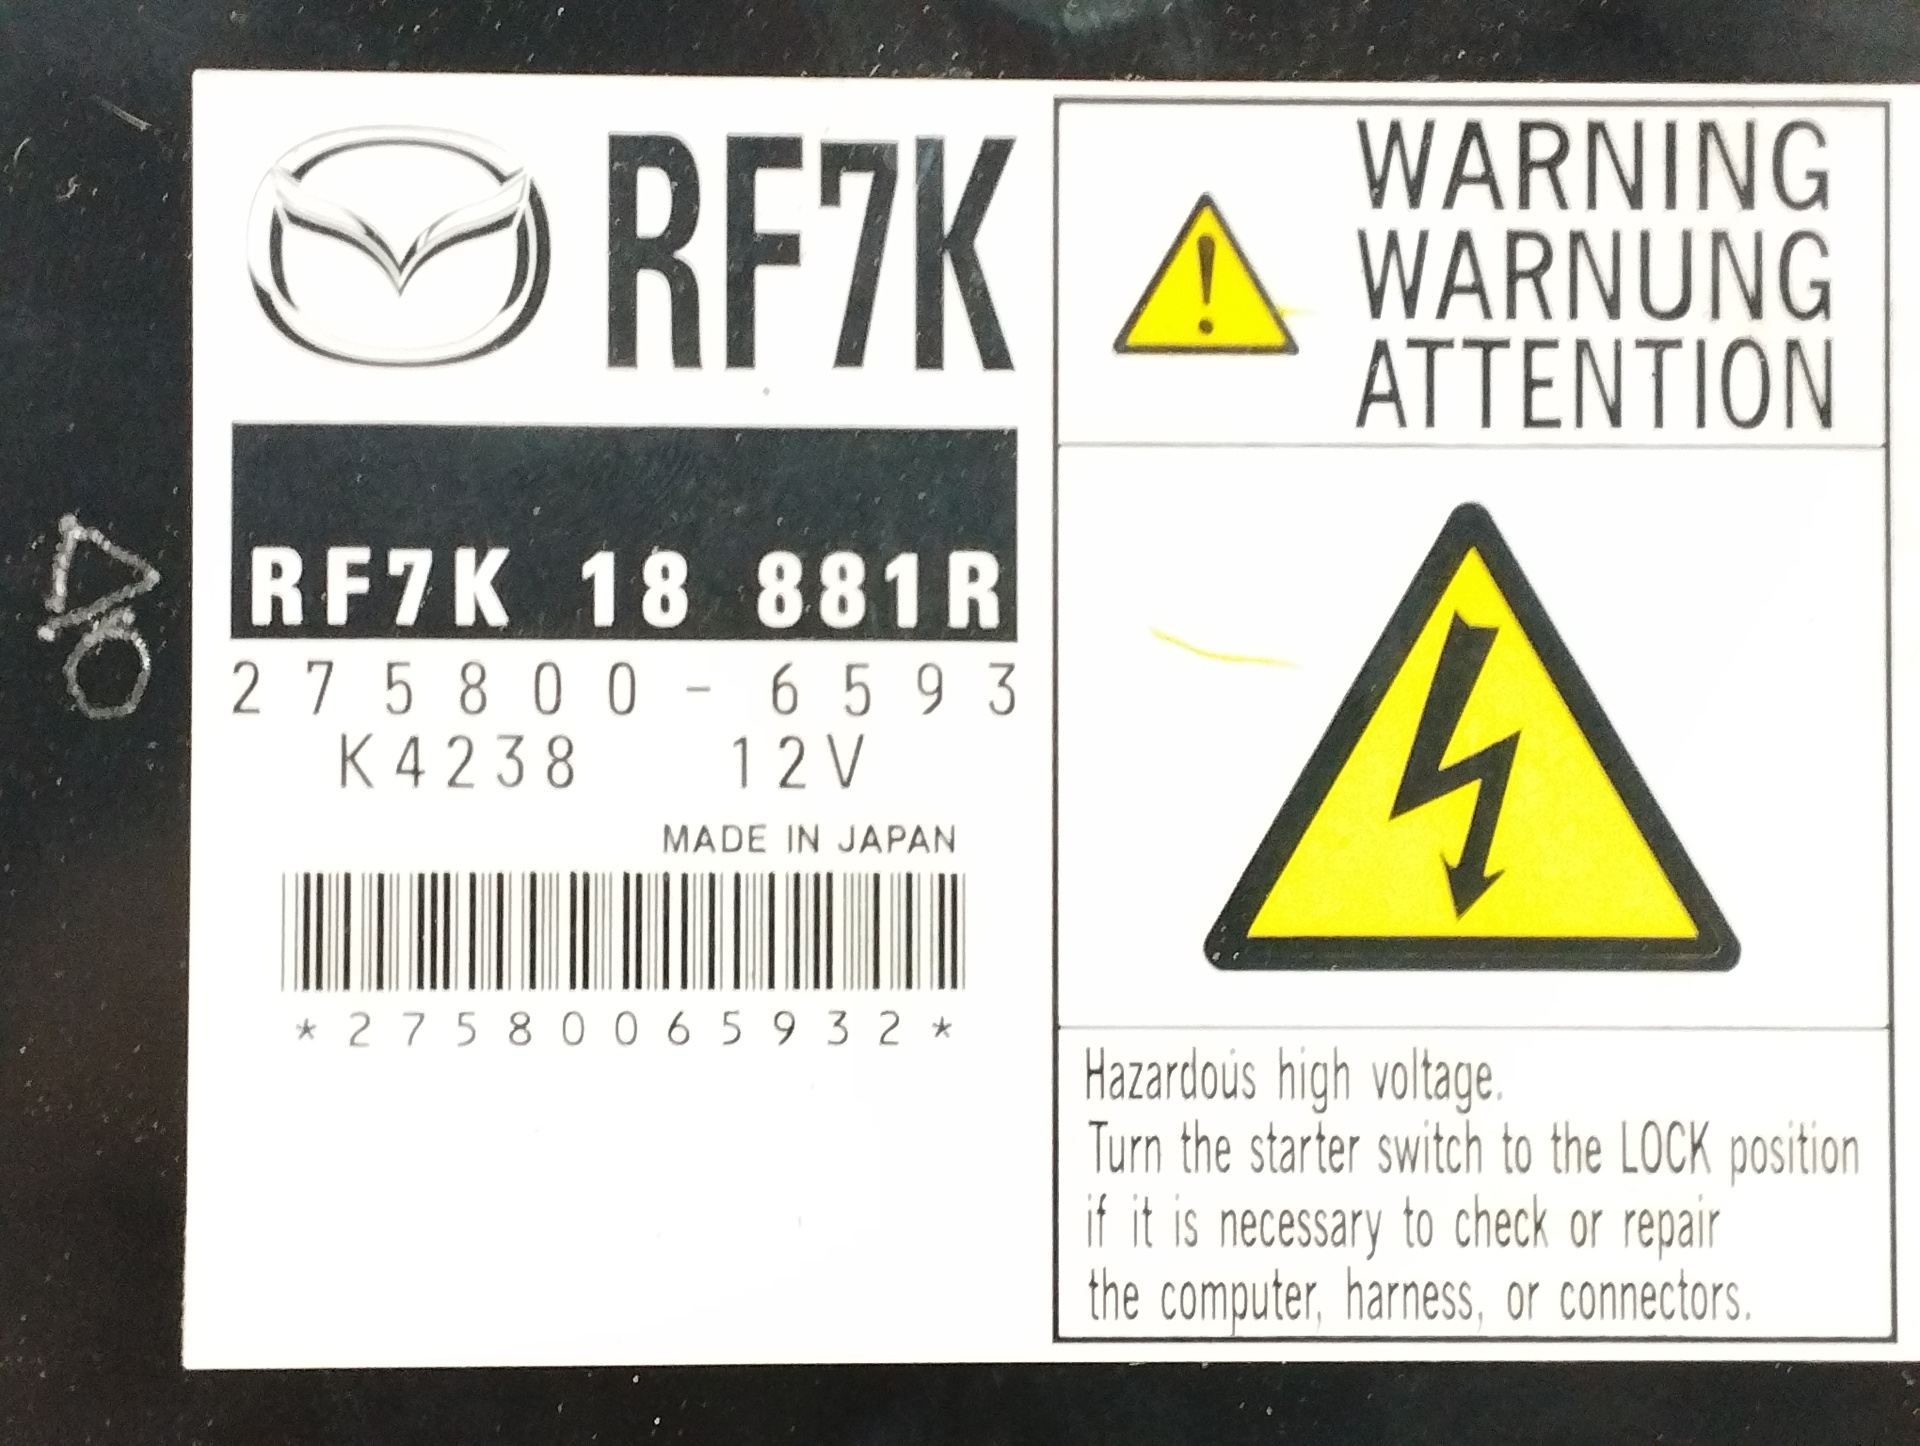 RF7K
RF7K 18 881R
275800-6593
K4238 12V
MADE IN JAPAN
*27580065932*
WARNING
WARNUNG
ATTENTION
Hazardous high voltage.
Turn the starter switch to the LOCK position
if it is necessary to check or repair
the computer, harness, or connectors.